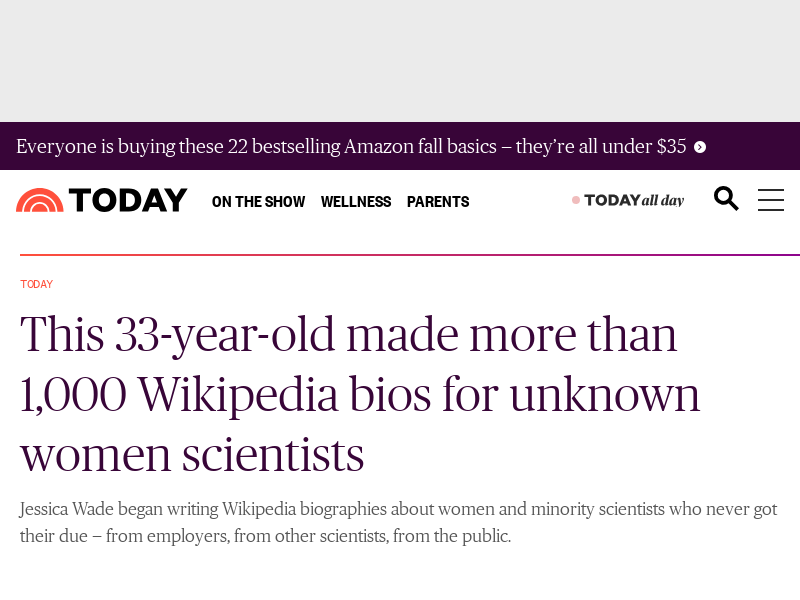 Everyone is buying these 22 bestselling Amazon fall basics — they’re all under $35
TODAY ON THE SHOW WELLNESS PARENTS TODAY all day
TODAY
This 33-year-old made more than
1,000 Wikipedia bios for unknown
women scientists
Jessica Wade began writing Wikipedia biographies about women and minority scientists who never got
their due — from employers, from other scientists, from the public.